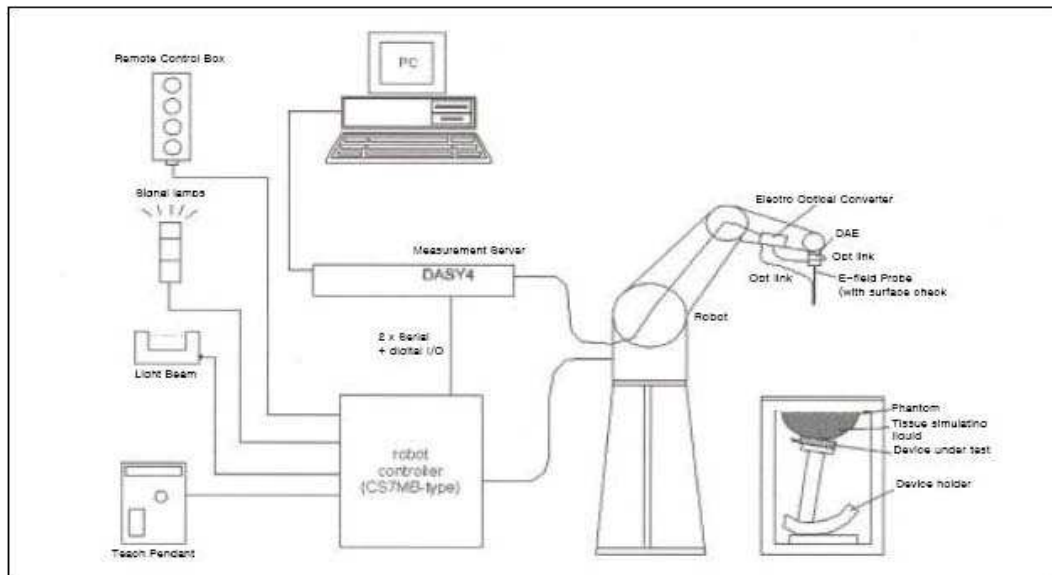 Remote Control Box
PC
Signal lamps
Electro Optical Converter
DAE
Measurement Server
DASY4
Opt link
Opt link
E-field Probe
(with surface check
Robot
2 x Serial
+ digital I/O
Light Beam
Phantom
Tissue simulating
liquid
Device under test
robot
controller
(CS7MB-type)
Device holder
Teach Pendant